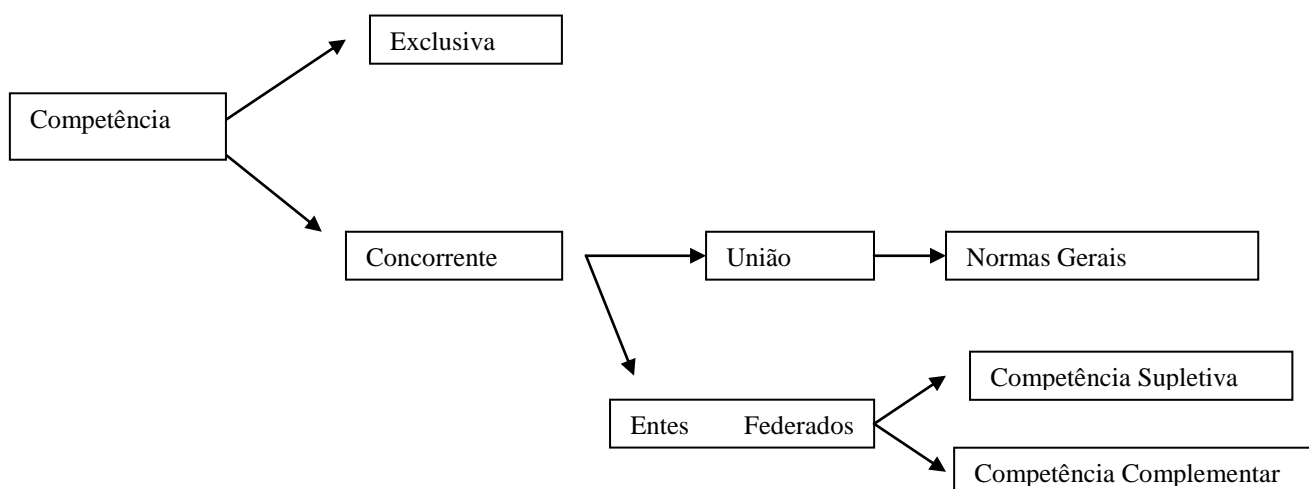 Exclusiva
Competência
Concorrente
União
Normas Gerais
Competência Supletiva
Entes Federados
Competência Complementar